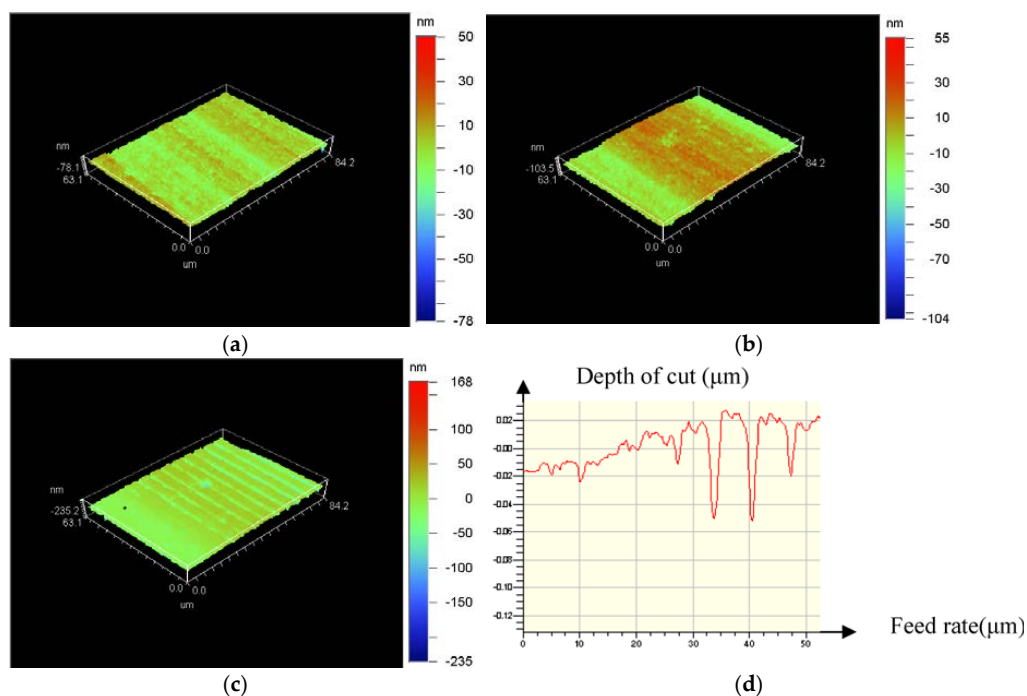 nm
50
30
10
-10
-30
-50
-78
nm
-78.1
63.1
84.2
0.0 0.0
um
(a)
nm
55
30
10
-10
-30
-70
-104
nm
-103.5
63.1
84.2
0.0 0.0
um
(b)
nm
168
100
50
0
-50
-100
-150
-235
nm
-235.2
63.1
84.2
0.0 0.0
um
(c)
Depth of cut (μm)
0.02
-0.00
-0.02
-0.04
-0.06
-0.08
-0.10
-0.12
0 10 20 30 40 50
Feed rate(μm)
(d)